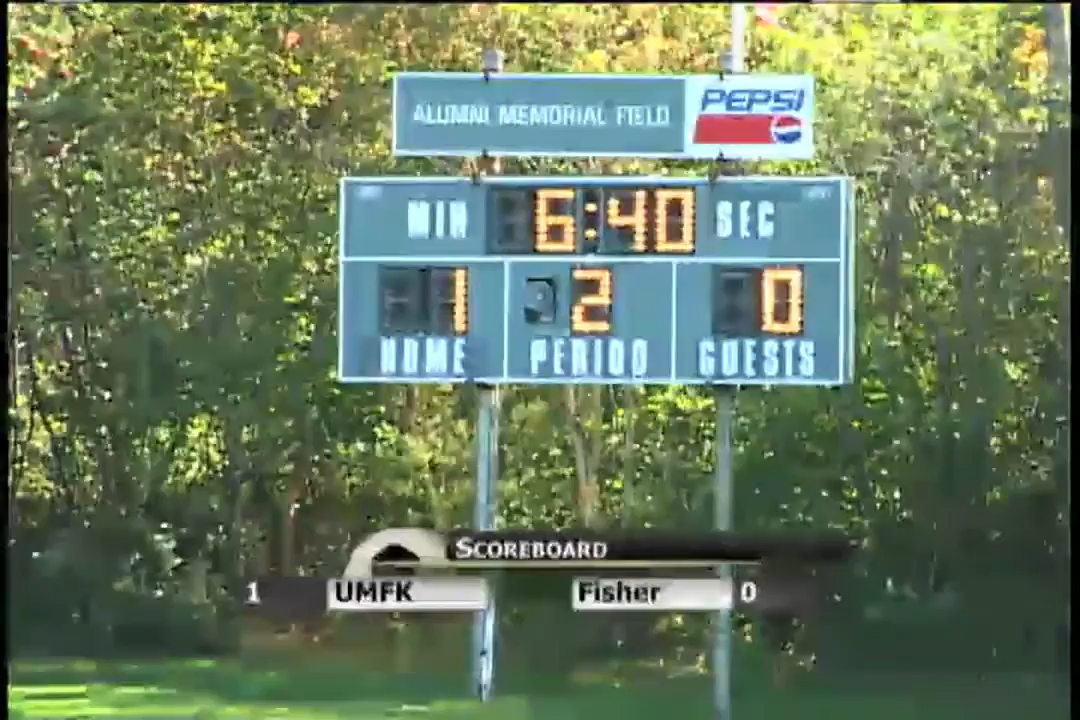 ALUMNI MEMORIAL FIELD
PEPSI
MIN 6:40 SEC
1 2 0
HOME PERIOD GUESTS
SCOREBOARD
1 UMFK Fisher 0